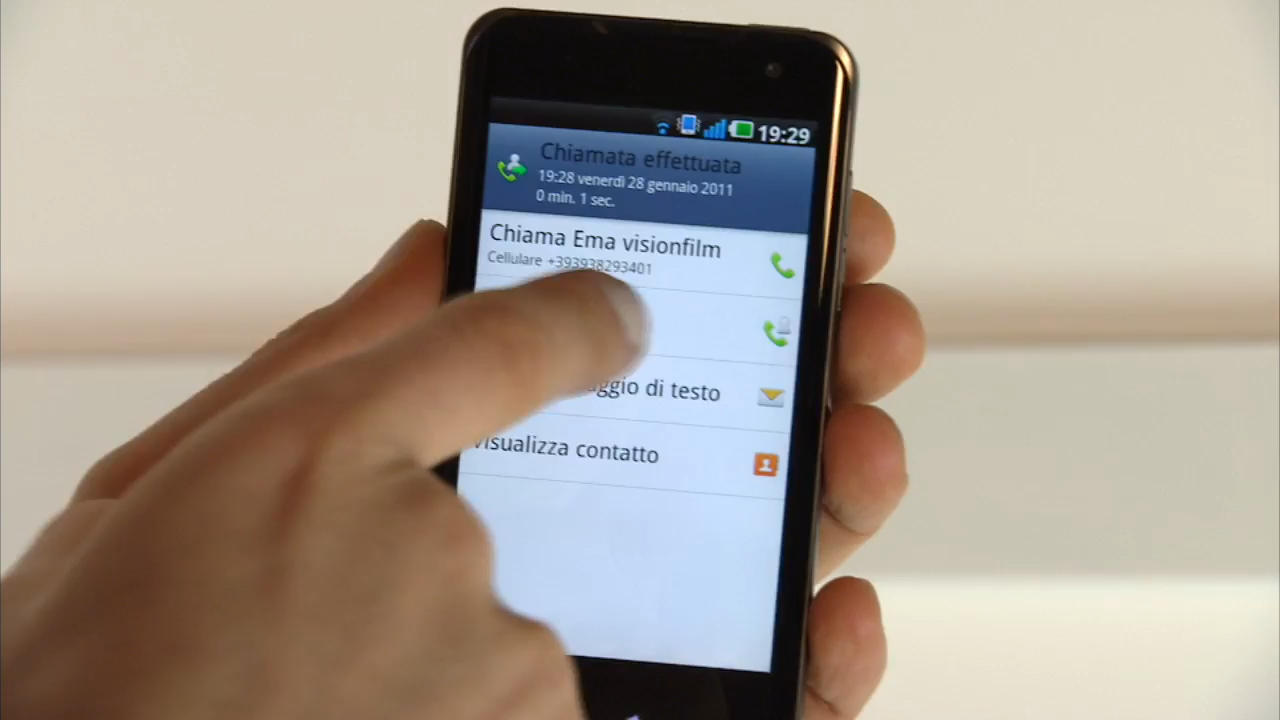 19:29
Chiamata effettuata
19:28 venerdì 28 gennaio 2011
0 min. 1 sec.
Chiama Ema visionfilm
Cellulare +393938293401
di testo
visualizza contatto